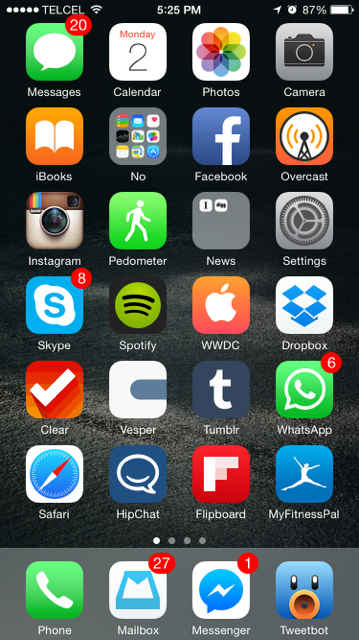 TELCEL 5:25 PM 87%
20
Monday
2
Messages Calendar Photos Camera
iBooks No Facebook Overcast
Instagram Pedometer News Settings
8
Skype Spotify WWDC Dropbox
6
Clear Vesper Tumblr WhatsApp
Safari HipChat Flipboard MyFitnessPal
27 1
Phone Mailbox Messenger Tweetbot